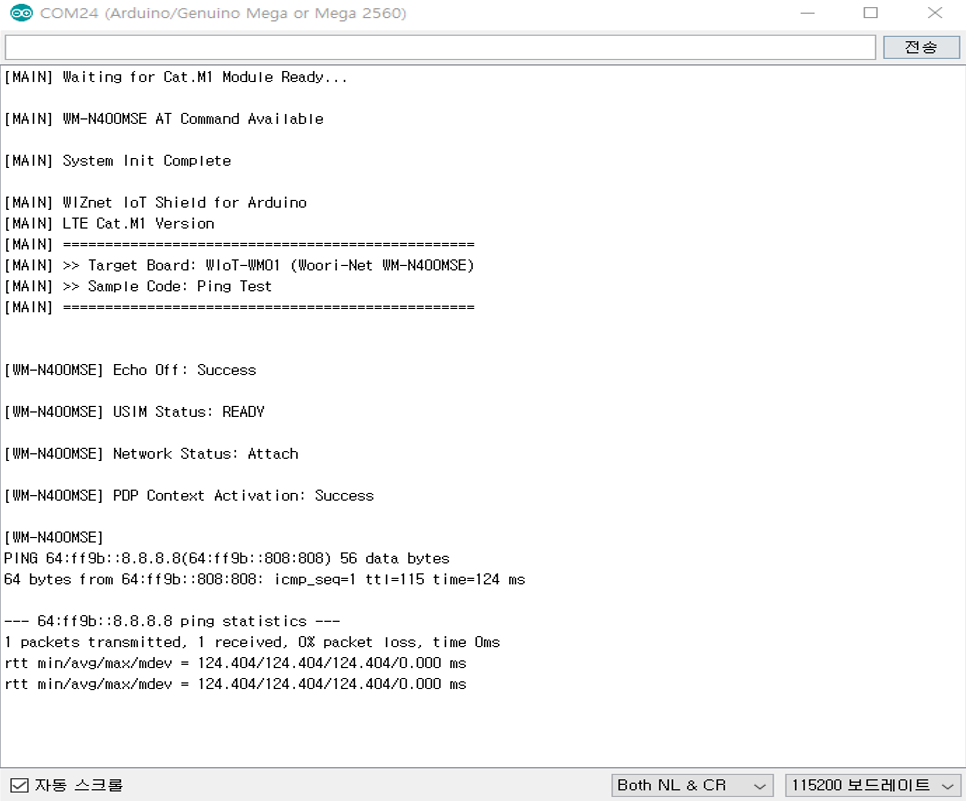 COM24 (Arduino/Genuino Mega or Mega 2560)
전송
[MAIN] Waiting for Cat.M1 Module Ready...
[MAIN] WM-N400MSE AT Command Available
[MAIN] System Init Complete
[MAIN] WIZnet IoT Shield for Arduino
[MAIN] LTE Cat.M1 Version
[MAIN] =================================================
[MAIN] >> Target Board: WIoT-WM01 (Woori-Net WM-N400MSE)
[MAIN] >> Sample Code: Ping Test
[MAIN] =================================================
[WM-N400MSE] Echo Off: Success
[WM-N400MSE] USIM Status: READY
[WM-N400MSE] Network Status: Attach
[WM-N400MSE] PDP Context Activation: Success
[WM-N400MSE]
PING 64:ff9b::8.8.8.8(64:ff9b::808:808) 56 data bytes
64 bytes from 64:ff9b::808:808: icmp_seq=1 ttl=115 time=124 ms
--- 64:ff9b::8.8.8.8 ping statistics ---
1 packets transmitted, 1 received, 0% packet loss, time 0ms
rtt min/avg/max/mdev = 124.404/124.404/124.404/0.000 ms
rtt min/avg/max/mdev = 124.404/124.404/124.404/0.000 ms
자동 스크롤
Both NL & CR
115200 보드레이트